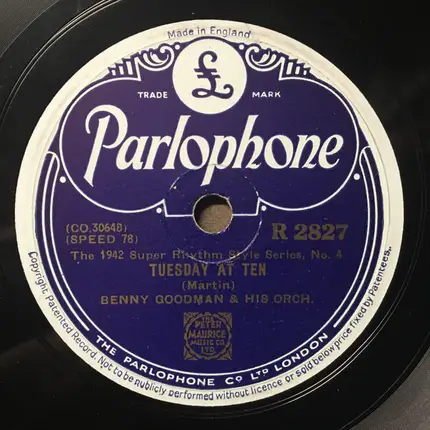 Made in England
£
TRADE MARK
Parlophone
(CO.30648)
(SPEED 78)
R 2827
The 1942 Super Rhythm Style Series, No. 4
TUESDAY AT TEN
(Martin)
BENNY GOODMAN & HIS ORCH.
PETER
MAURICE
MUSIC CO
LTD
THE PARLOPHONE CO LTD LONDON
Copyright. Patented Record. Not to be publicly performed without licence or sold below price fixed by Patentees.